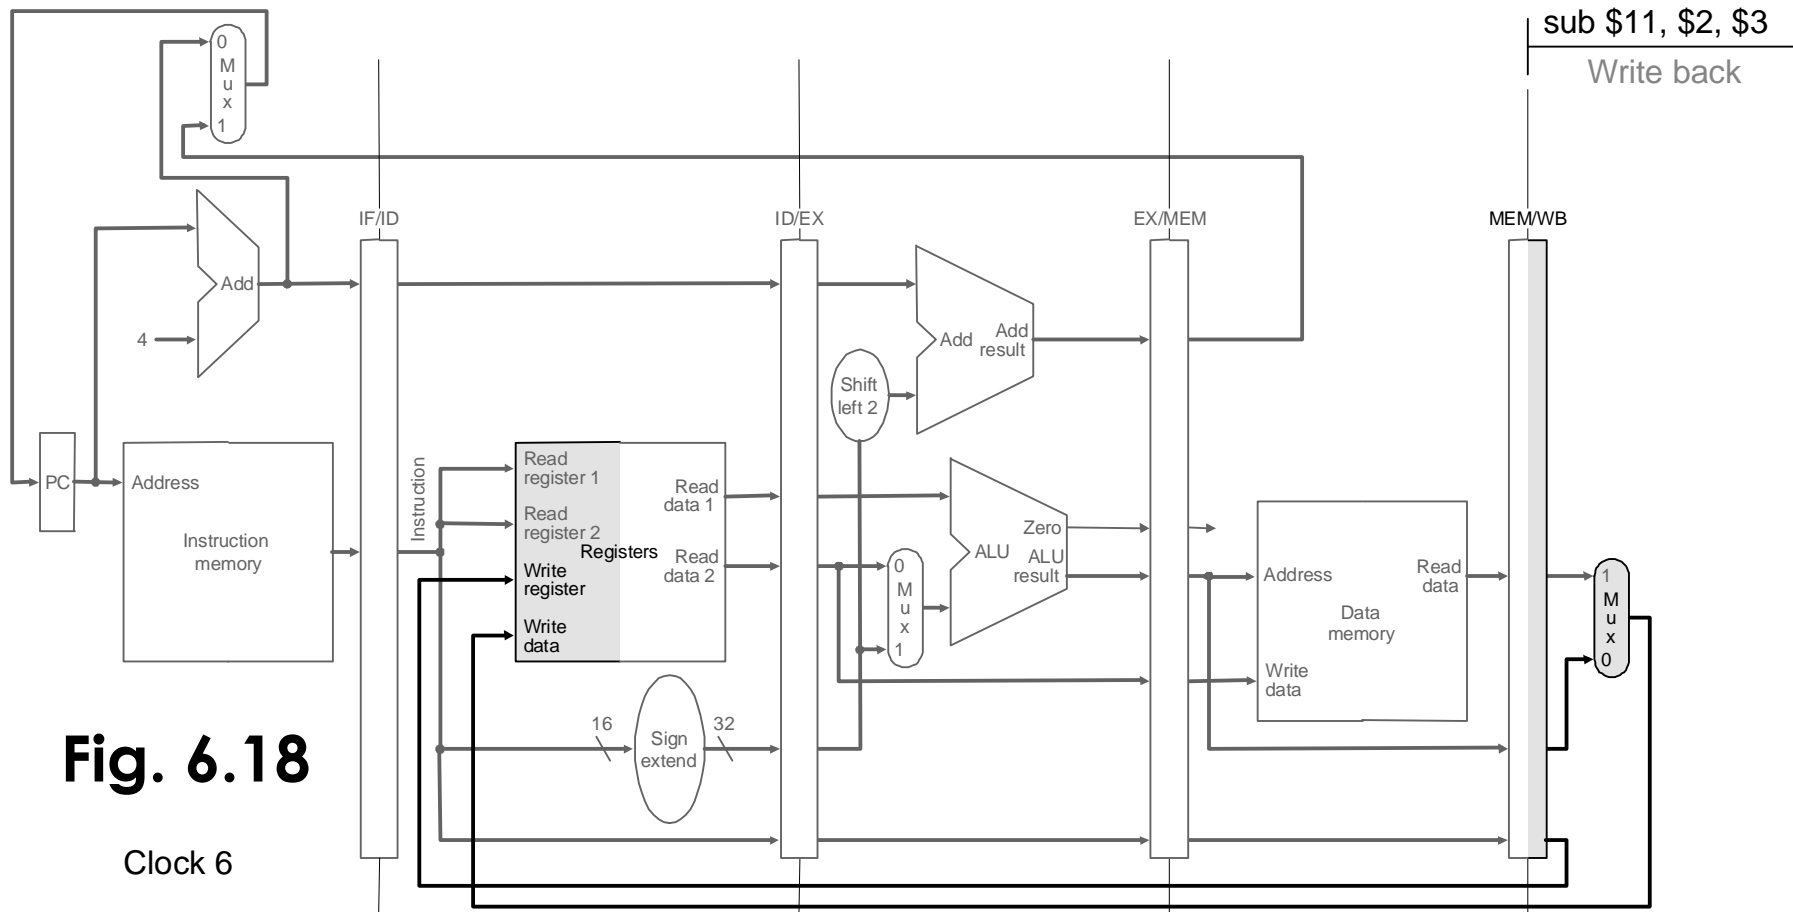 sub $11, $2, $3
Write back
0
M
u
x
1
IF/ID
ID/EX
EX/MEM
MEM/WB
Add
4
Add
Add
result
Shift
left 2
PC
Address
Instruction
memory
Instruction
Read
register 1
Read
register 2
Registers
Write
register
Write
data
Read
data 1
Read
data 2
0
M
u
x
1
Zero
ALU
ALU
result
Address
Read
data
Data
memory
Write
data
1
M
u
x
0
16
Sign
extend
32
Fig. 6.18
Clock 6